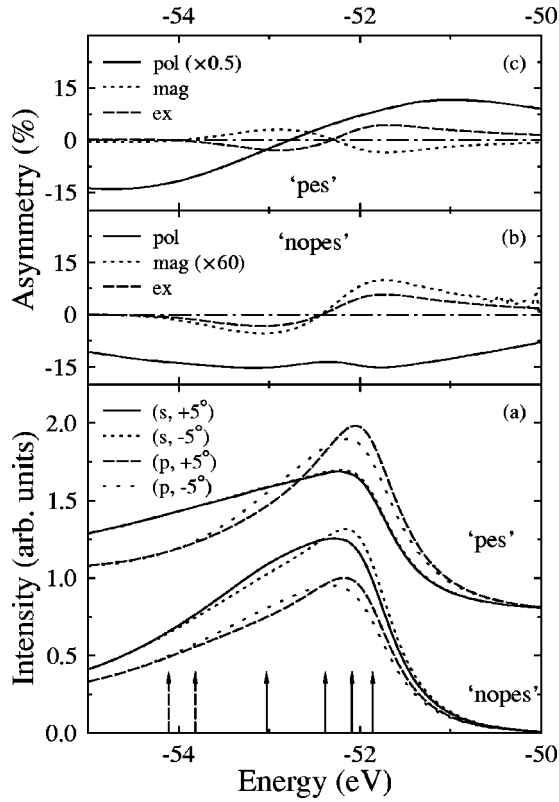 -54 -52 -50
Asymmetry (%)
15
0
-15
pol (×0.5)
mag
ex
(c)
'pes'
15
0
-15
'nopes'
pol
mag (×60)
ex
(b)
Intensity (arb. units)
2.0
1.5
1.0
0.5
0.0
(s, +5°)
(s, -5°)
(p, +5°)
(p, -5°)
(a)
'pes'
'nopes'
-54 -52 -50
Energy (eV)